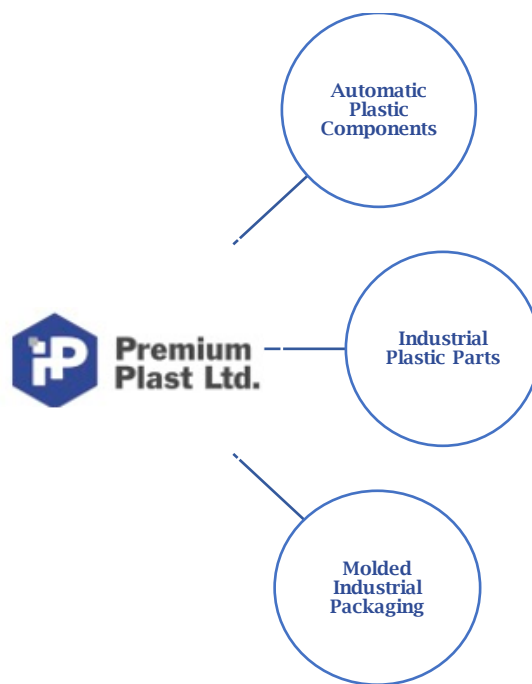 Automatic
Plastic
Components
Premium
Plast Ltd.
Industrial
Plastic Parts
Molded
Industrial
Packaging